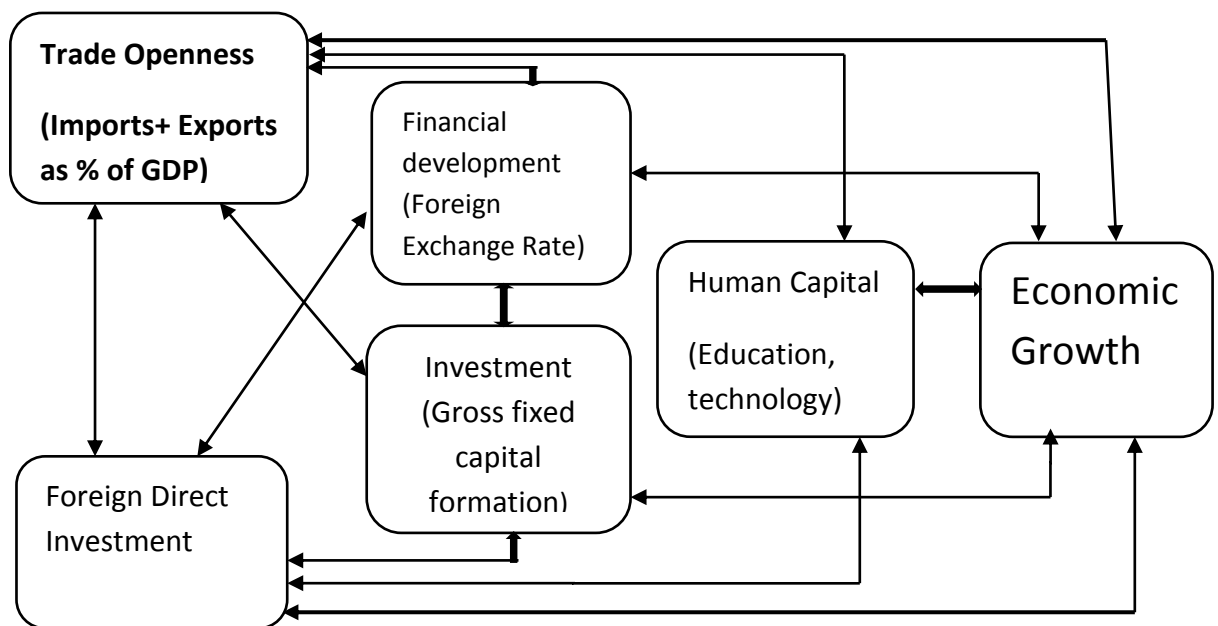 Trade Openness
(Imports+ Exports
as % of GDP)
Financial
development
(Foreign
Exchange Rate)
Human Capital
(Education,
technology)
Economic
Growth
Investment
(Gross fixed
capital
formation)
Foreign Direct
Investment